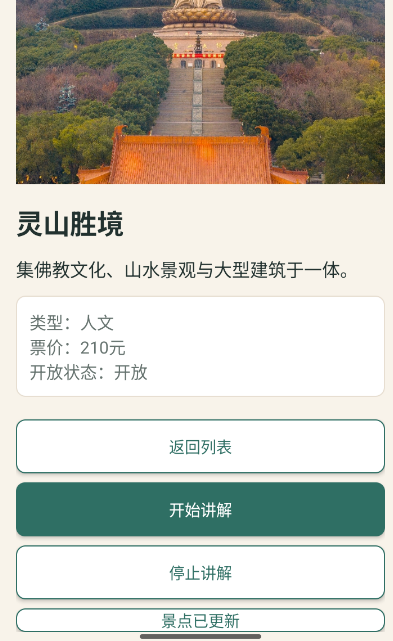 灵山胜境
集佛教文化、山水景观与大型建筑于一体。
类型：人文
票价：210元
开放状态：开放
返回列表
开始讲解
停止讲解
景点已更新